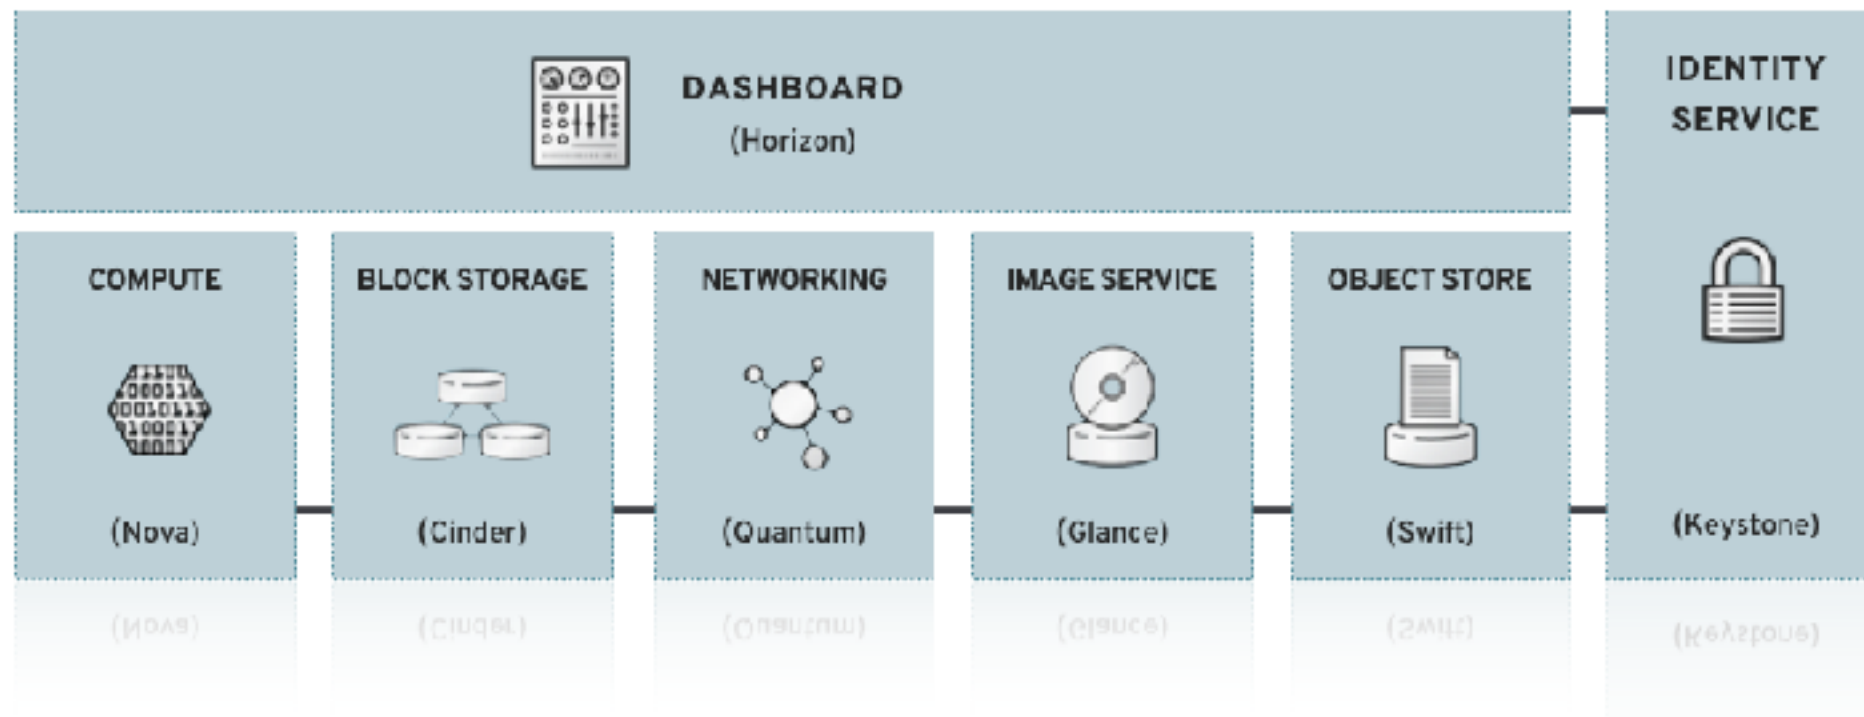 DASHBOARD
(Horizon)
IDENTITY
SERVICE
(Keystone)
COMPUTE
(Nova)
BLOCK STORAGE
(Cinder)
NETWORKING
(Quantum)
IMAGE SERVICE
(Glance)
OBJECT STORE
(Swift)